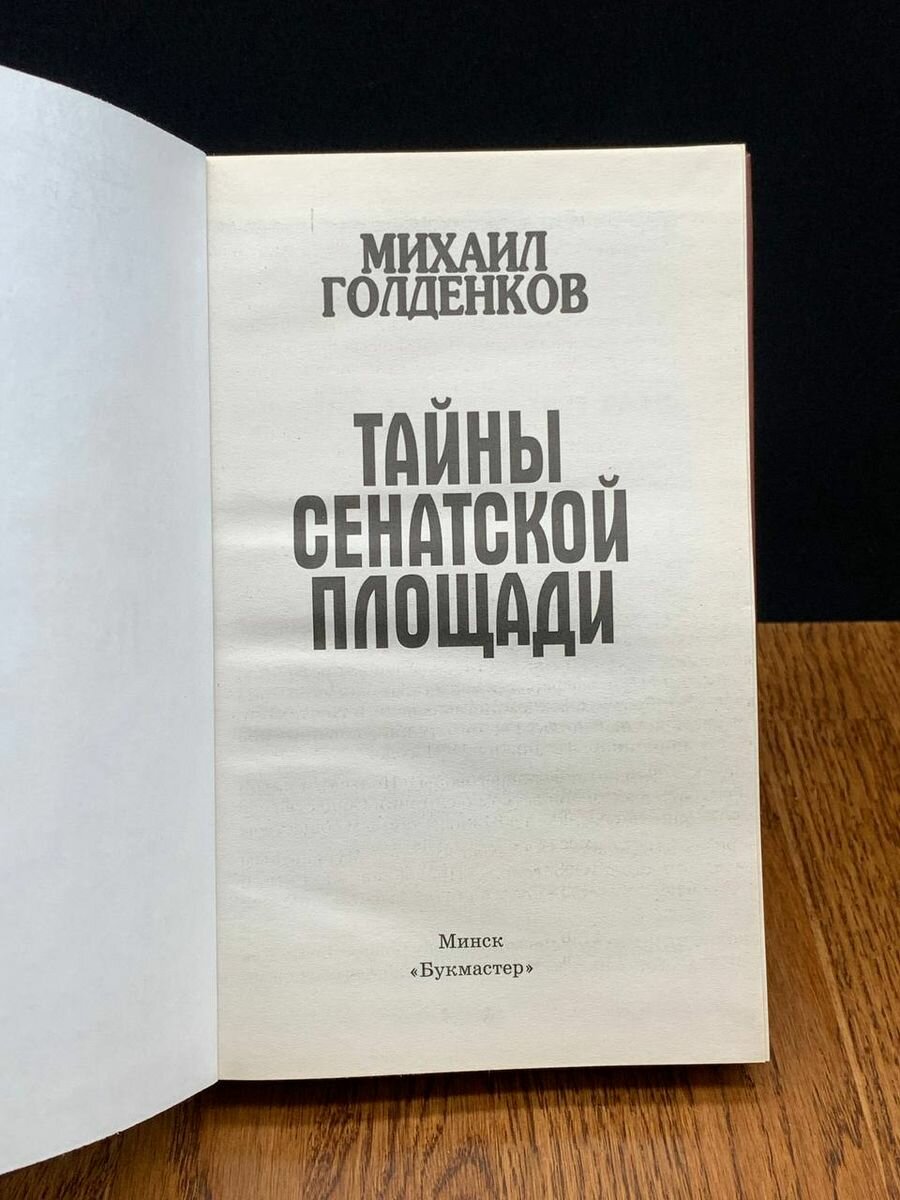 МИХАИЛ
ГОЛДЕНКОВ
ТАЙНЫ
СЕНАТСКОЙ
ПЛОЩАДИ
Минск
«Букмастер»